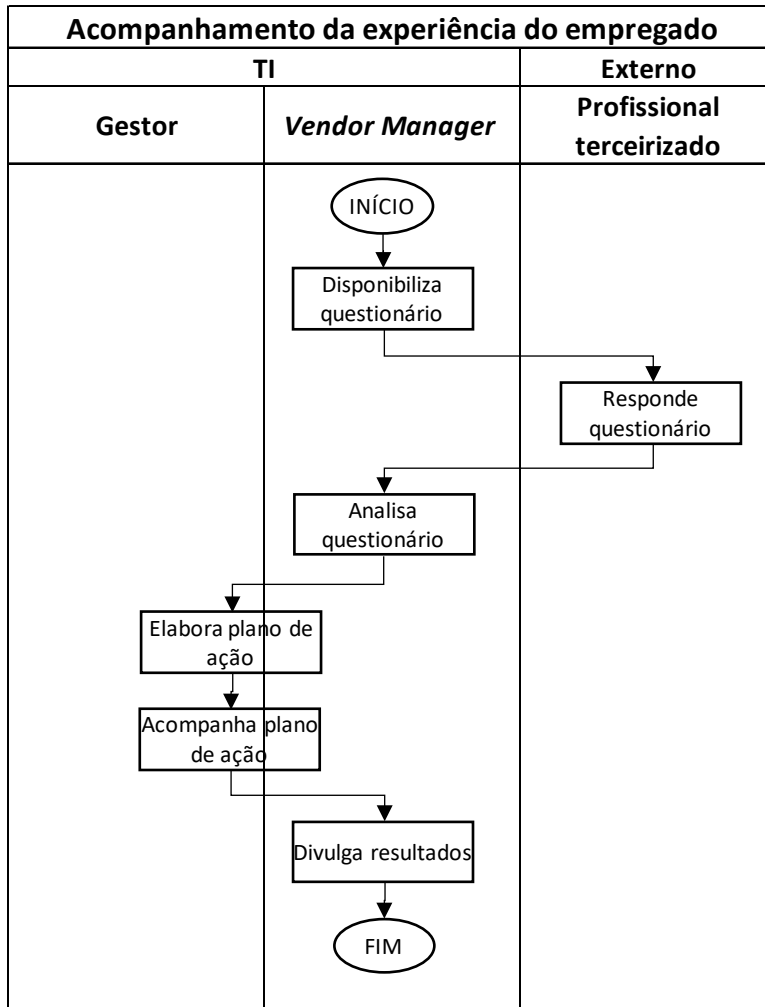 Acompanhamento da experiência do empregado
TI
Externo
Gestor
Vendor Manager
Profissional
terceirizado
INÍCIO
Disponibiliza
questionário
Responde
questionário
Analisa
questionário
Elabora plano de
ação
Acompanha plano
de ação
Divulga resultados
FIM